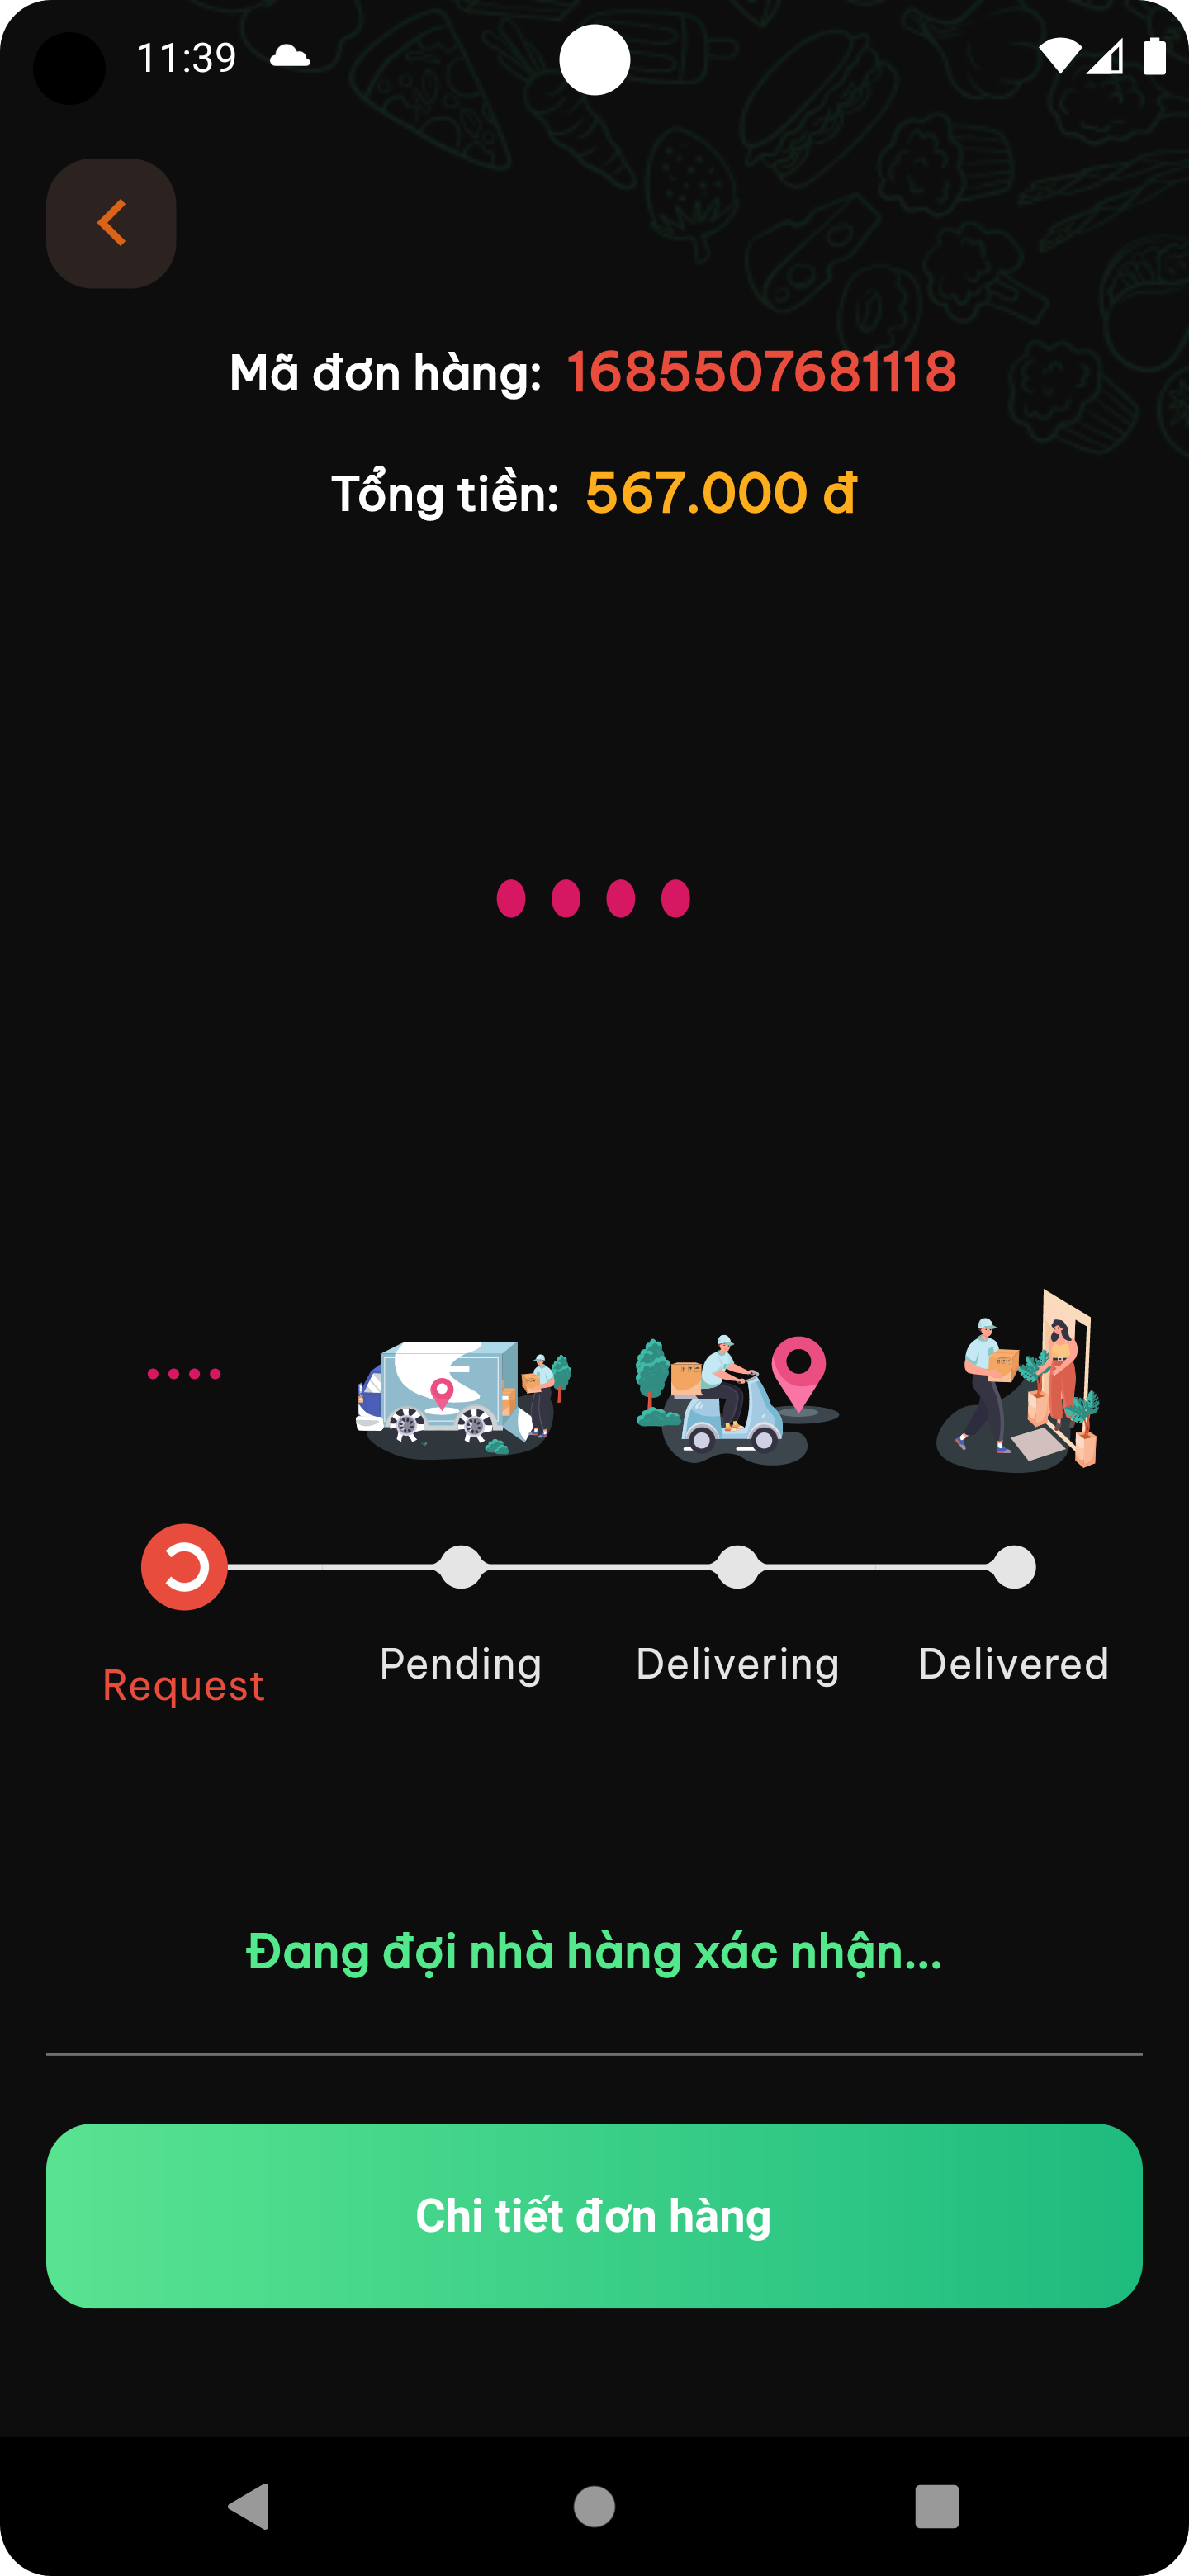 11:39
Mã đơn hàng: 1685507681118
Tổng tiền: 567.000 đ
Request Pending Delivering Delivered
Đang đợi nhà hàng xác nhận...
Chi tiết đơn hàng